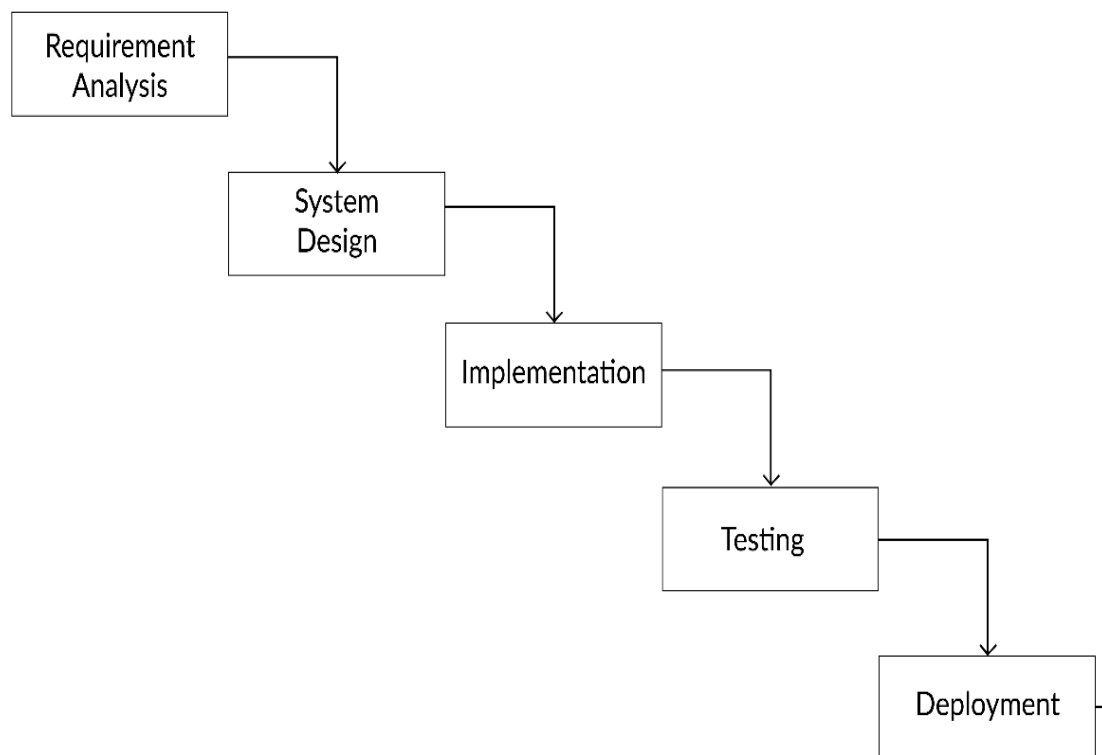 Requirement
Analysis
System
Design
Implementation
Testing
Deployment